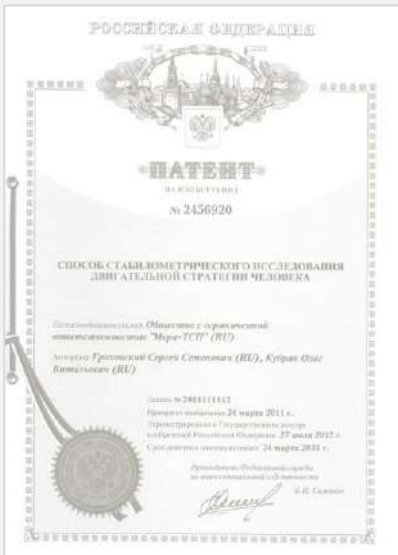 РОССИЙСКАЯ ФЕДЕРАЦИЯ
ПАТЕНТ
НА ИЗОБРЕТЕНИЕ
№ 2456920
СПОСОБ СТАБИЛОМЕТРИЧЕСКОГО ИССЛЕДОВАНИЯ
ДВИГАТЕЛЬНОЙ СТРАТЕГИИ ЧЕЛОВЕКА
Патентообладатель(ли): Общество с ограниченной
ответственностью "Мера-ТСП" (RU)
Автор(ы): Гроховский Сергей Семенович (RU), Кубряк Олег
Витальевич (RU)
Заявка № 2011111112
Приоритет изобретения 24 марта 2011 г.
Зарегистрировано в Государственном реестре
изобретений Российской Федерации 27 июля 2012 г.
Срок действия патента истекает 24 марта 2031 г.
Руководитель Федеральной службы
по интеллектуальной собственности
Б.П. Симонов